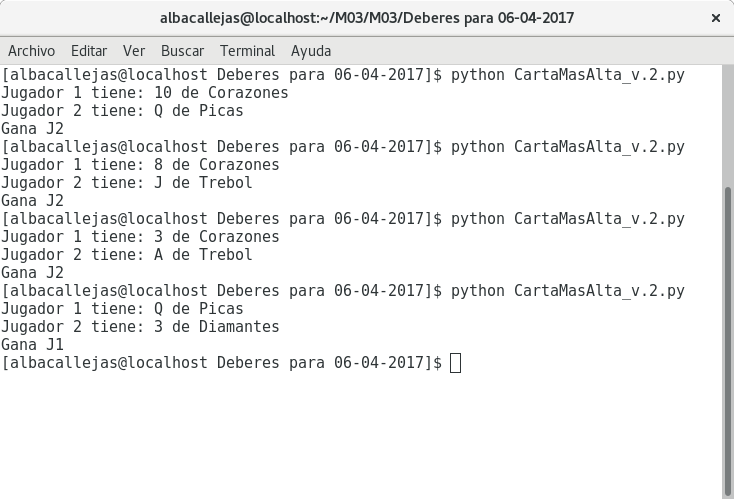 albacallejas@localhost:~/M03/M03/Deberes para 06-04-2017
Archivo Editar Ver Buscar Terminal Ayuda
[albacallejas@localhost Deberes para 06-04-2017]$ python CartaMasAlta_v.2.py
Jugador 1 tiene: 10 de Corazones
Jugador 2 tiene: Q de Picas
Gana J2
[albacallejas@localhost Deberes para 06-04-2017]$ python CartaMasAlta_v.2.py
Jugador 1 tiene: 8 de Corazones
Jugador 2 tiene: J de Trebol
Gana J2
[albacallejas@localhost Deberes para 06-04-2017]$ python CartaMasAlta_v.2.py
Jugador 1 tiene: 3 de Corazones
Jugador 2 tiene: A de Trebol
Gana J2
[albacallejas@localhost Deberes para 06-04-2017]$ python CartaMasAlta_v.2.py
Jugador 1 tiene: Q de Picas
Jugador 2 tiene: 3 de Diamantes
Gana J1
[albacallejas@localhost Deberes para 06-04-2017]$